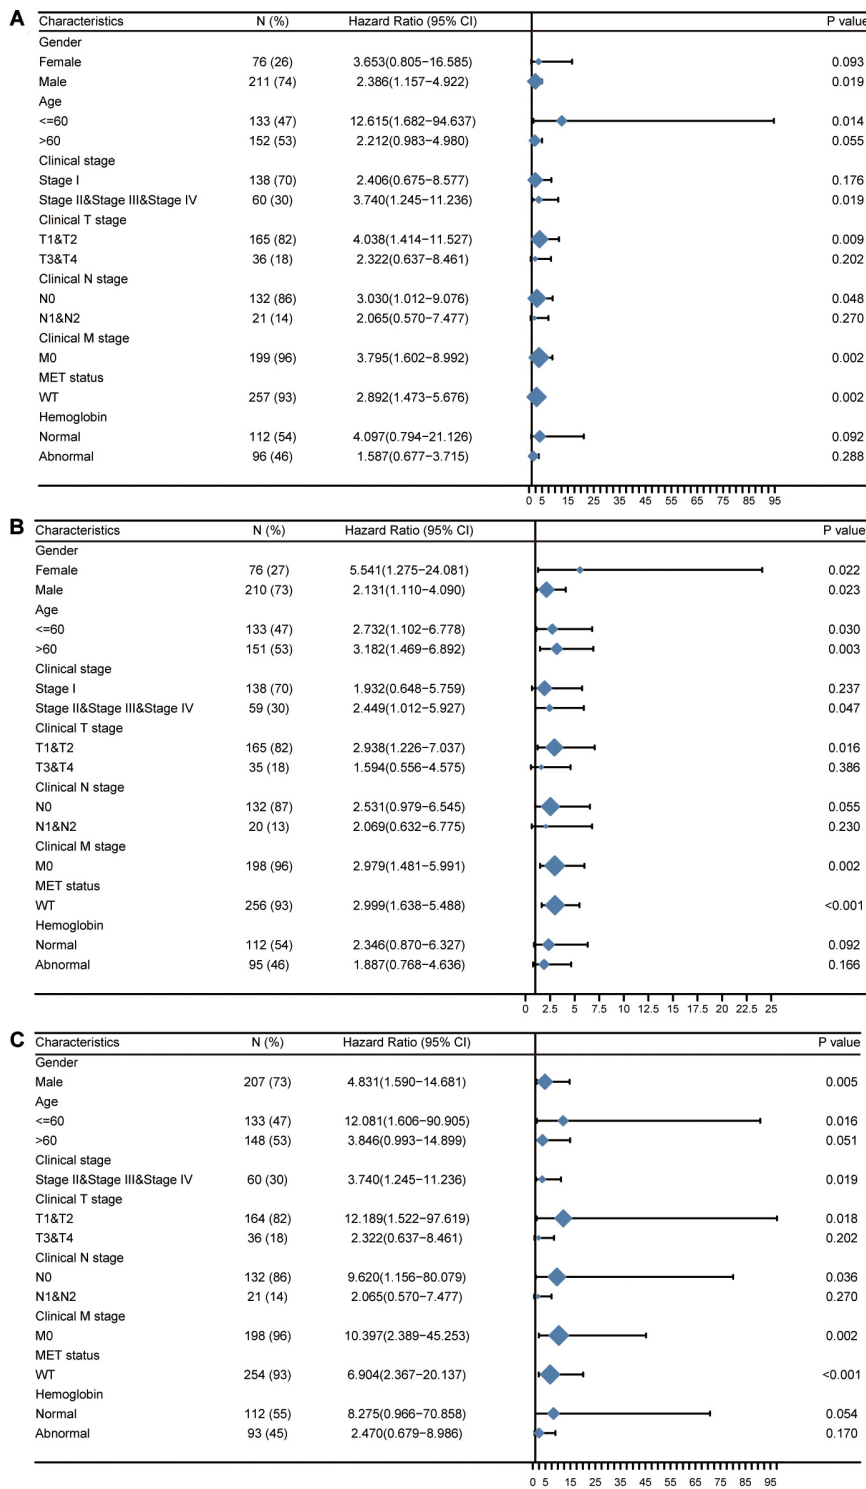 A
Characteristics N (%) Hazard Ratio (95% CI) P value
Gender
Female 76 (26) 3.653(0.805−16.585) 0.093
Male 211 (74) 2.386(1.157−4.922) 0.019
Age
<=60 133 (47) 12.615(1.682−94.637) 0.014
>60 152 (53) 2.212(0.983−4.980) 0.055
Clinical stage
Stage I 138 (70) 2.406(0.675−8.577) 0.176
Stage II&Stage III&Stage IV 60 (30) 3.740(1.245−11.236) 0.019
Clinical T stage
T1&T2 165 (82) 4.038(1.414−11.527) 0.009
T3&T4 36 (18) 2.322(0.637−8.461) 0.202
Clinical N stage
N0 132 (86) 3.030(1.012−9.076) 0.048
N1&N2 21 (14) 2.065(0.570−7.477) 0.270
Clinical M stage
M0 199 (96) 3.795(1.602−8.992) 0.002
MET status
WT 257 (93) 2.892(1.473−5.676) 0.002
Hemoglobin
Normal 112 (54) 4.097(0.794−21.126) 0.092
Abnormal 96 (46) 1.587(0.677−3.715) 0.288
0 5 15 25 35 45 55 65 75 85 95
B
Characteristics N (%) Hazard Ratio (95% CI) P value
Gender
Female 76 (27) 5.541(1.275−24.081) 0.022
Male 210 (73) 2.131(1.110−4.090) 0.023
Age
<=60 133 (47) 2.732(1.102−6.778) 0.030
>60 151 (53) 3.182(1.469−6.892) 0.003
Clinical stage
Stage I 138 (70) 1.932(0.648−5.759) 0.237
Stage II&Stage III&Stage IV 59 (30) 2.449(1.012−5.927) 0.047
Clinical T stage
T1&T2 165 (82) 2.938(1.226−7.037) 0.016
T3&T4 35 (18) 1.594(0.556−4.575) 0.386
Clinical N stage
N0 132 (87) 2.531(0.979−6.545) 0.055
N1&N2 20 (13) 2.069(0.632−6.775) 0.230
Clinical M stage
M0 198 (96) 2.979(1.481−5.991) 0.002
MET status
WT 256 (93) 2.999(1.638−5.488) <0.001
Hemoglobin
Normal 112 (54) 2.346(0.870−6.327) 0.092
Abnormal 95 (46) 1.887(0.768−4.636) 0.166
0 2.5 5 7.5 10 12.5 15 17.5 20 22.5 25
C
Characteristics N (%) Hazard Ratio (95% CI) P value
Gender
Male 207 (73) 4.831(1.590−14.681) 0.005
Age
<=60 133 (47) 12.081(1.606−90.905) 0.016
>60 148 (53) 3.846(0.993−14.899) 0.051
Clinical stage
Stage II&Stage III&Stage IV 60 (30) 3.740(1.245−11.236) 0.019
Clinical T stage
T1&T2 164 (82) 12.189(1.522−97.619) 0.018
T3&T4 36 (18) 2.322(0.637−8.461) 0.202
Clinical N stage
N0 132 (86) 9.620(1.156−80.079) 0.036
N1&N2 21 (14) 2.065(0.570−7.477) 0.270
Clinical M stage
M0 198 (96) 10.397(2.389−45.253) 0.002
MET status
WT 254 (93) 6.904(2.367−20.137) <0.001
Hemoglobin
Normal 112 (55) 8.275(0.966−70.858) 0.054
Abnormal 93 (45) 2.470(0.679−8.986) 0.170
0 5 15 25 35 45 55 65 75 85 95